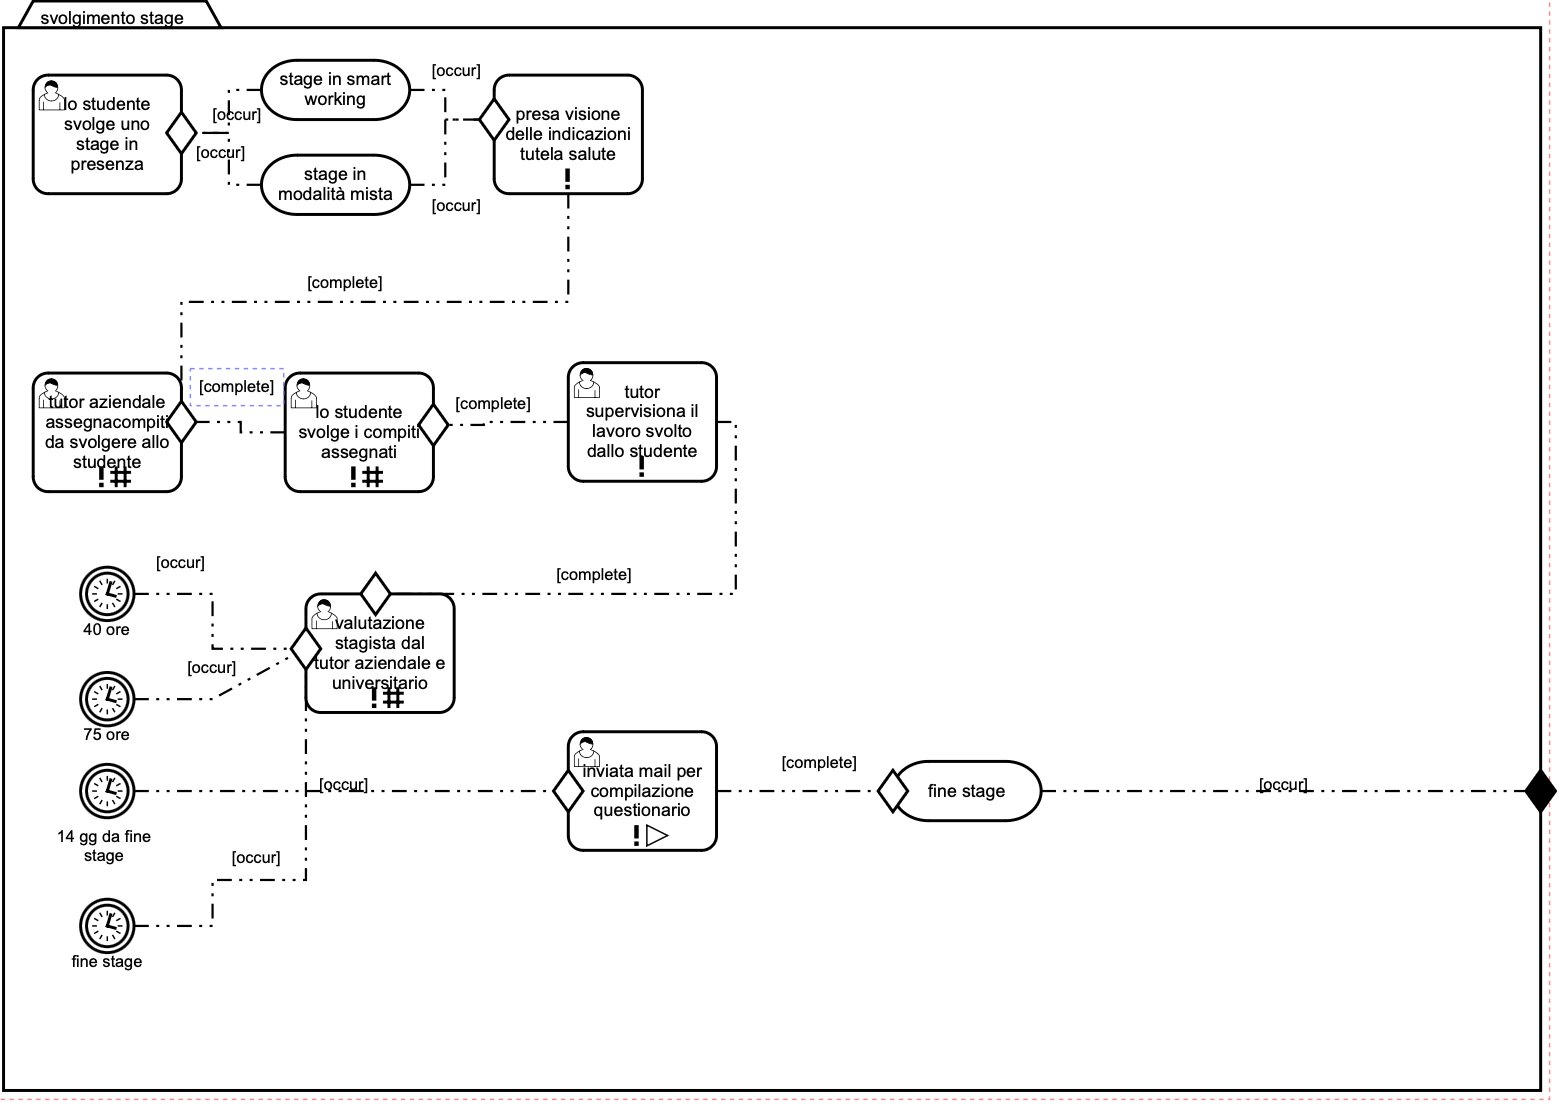 svolgimento stage
lo studente
svolge uno
stage in
presenza
[occur]
[occur]
stage in smart
working
stage in
modalità mista
[occur]
[occur]
presa visione
delle indicazioni
tutela salute
!
[complete]
tutor aziendale
assegnacompiti
da svolgere allo
studente
!#
[complete]
lo studente
svolge i compiti
assegnati
!#
[complete]
tutor
supervisiona il
lavoro svolto
dallo studente
!
[complete]
[occur]
40 ore
[occur]
75 ore
valutazione
stagista dal
tutor aziendale e
universitario
!#
14 gg da fine
stage
[occur]
[occur]
fine stage
inviata mail per
compilazione
questionario
!
[complete]
fine stage
[occur]